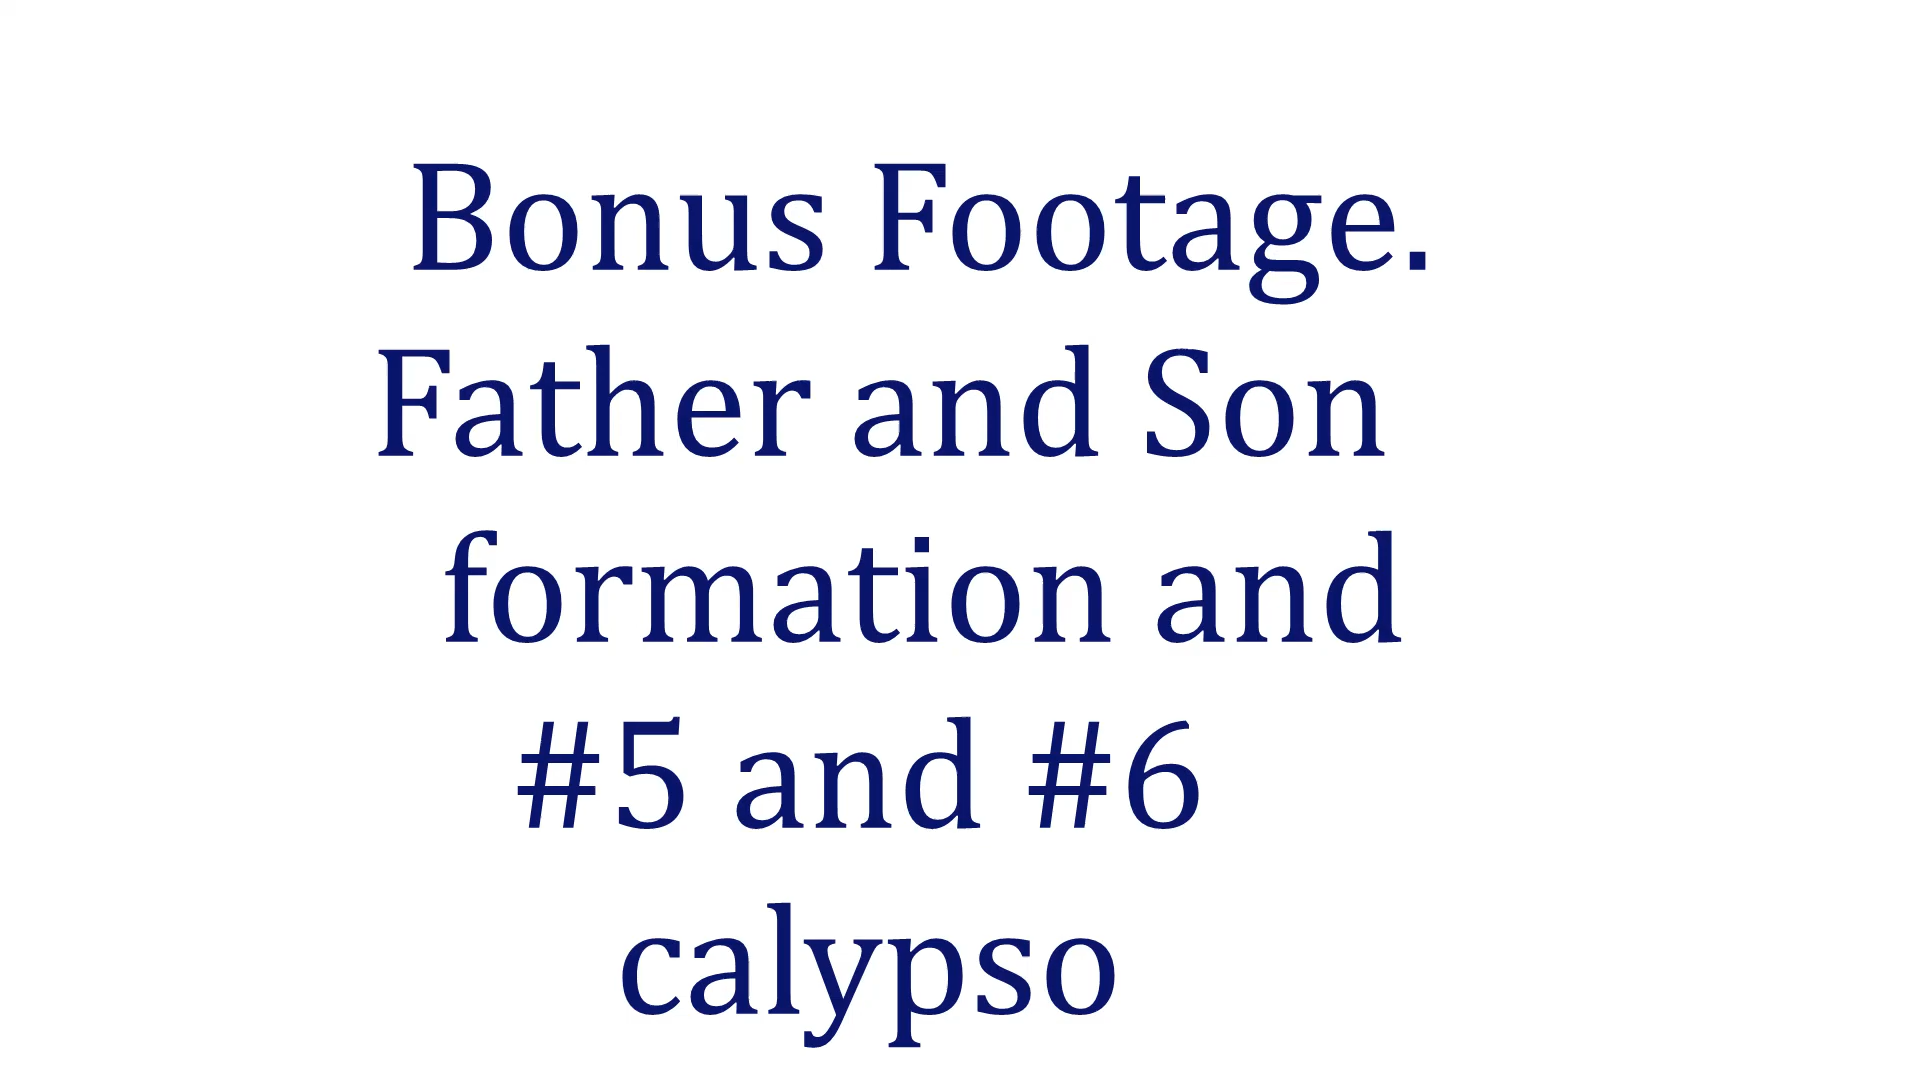 Bonus Footage.
Father and Son
formation and
#5 and #6
calypso